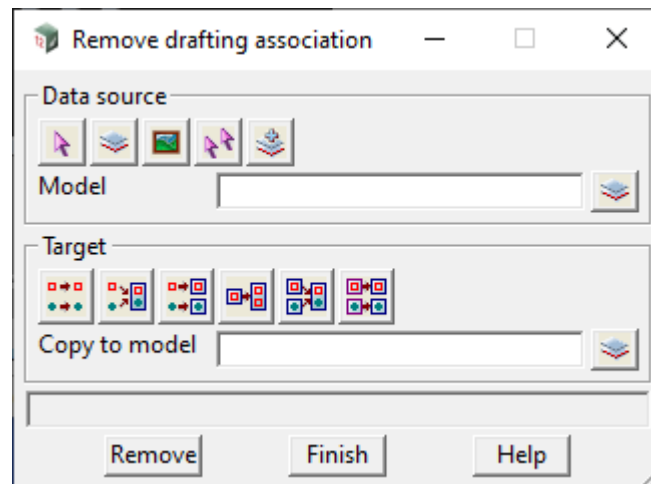 Remove drafting association
Data source
Model
Target
Copy to model
Remove Finish Help